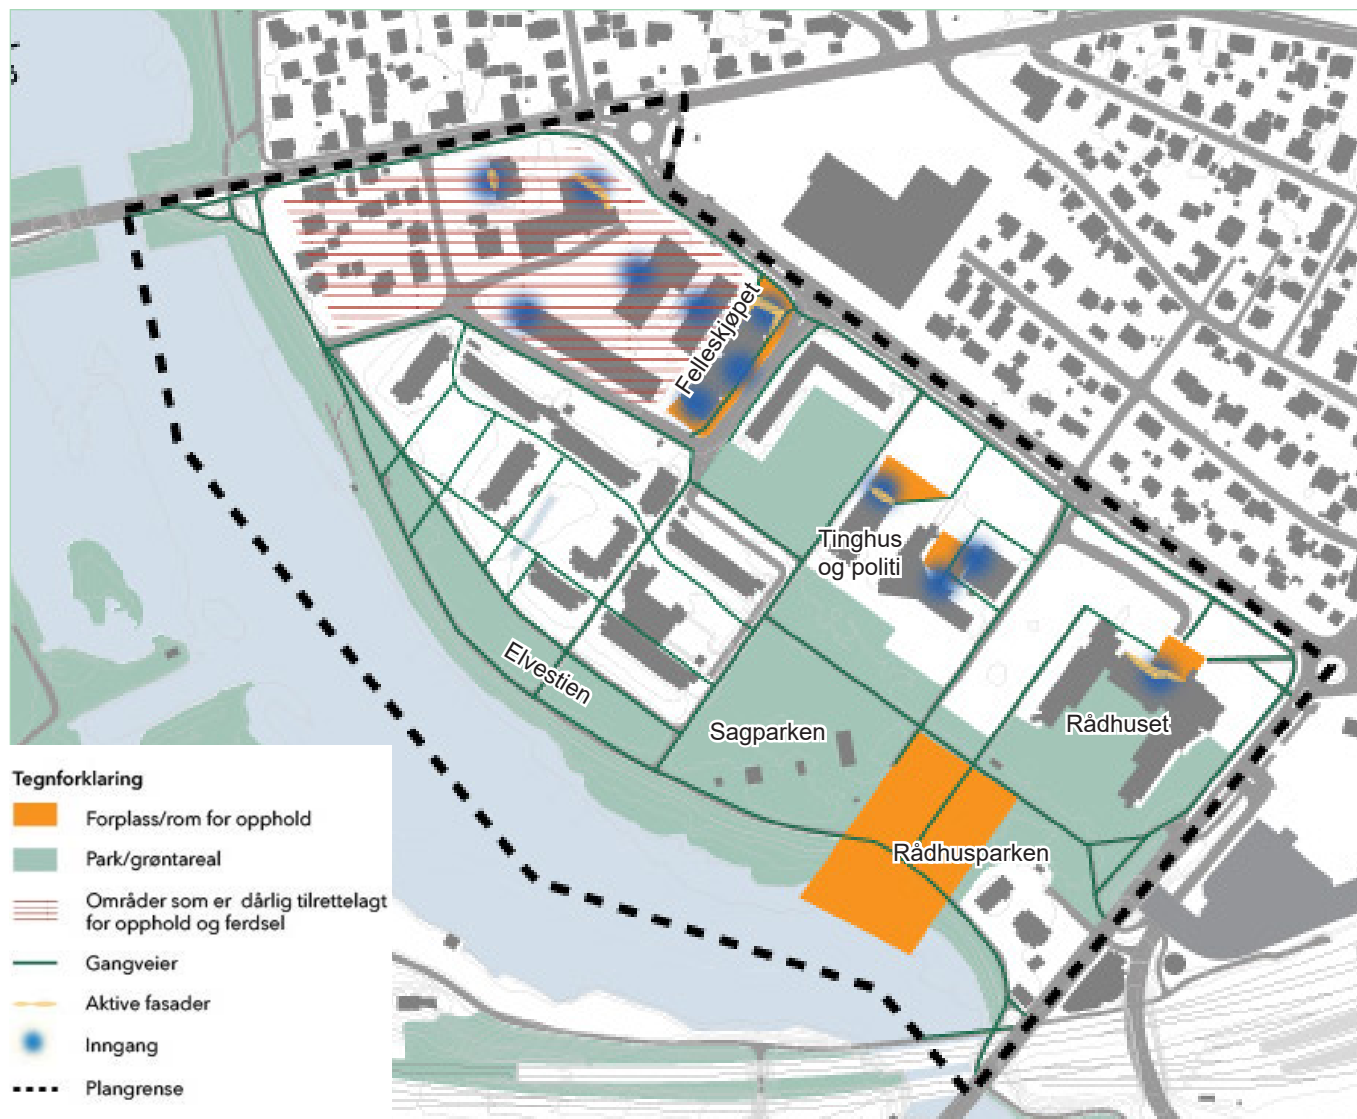 Felleskjøpet
Tinghus
og politi
Elvestien
Sagparken
Rådhuset
Rådhusparken
Tegnforklaring
Forplass/rom for opphold
Park/grøntareal
Områder som er dårlig tilrettelagt
for opphold og ferdsel
Gangveier
Aktive fasader
Inngang
Plangrense